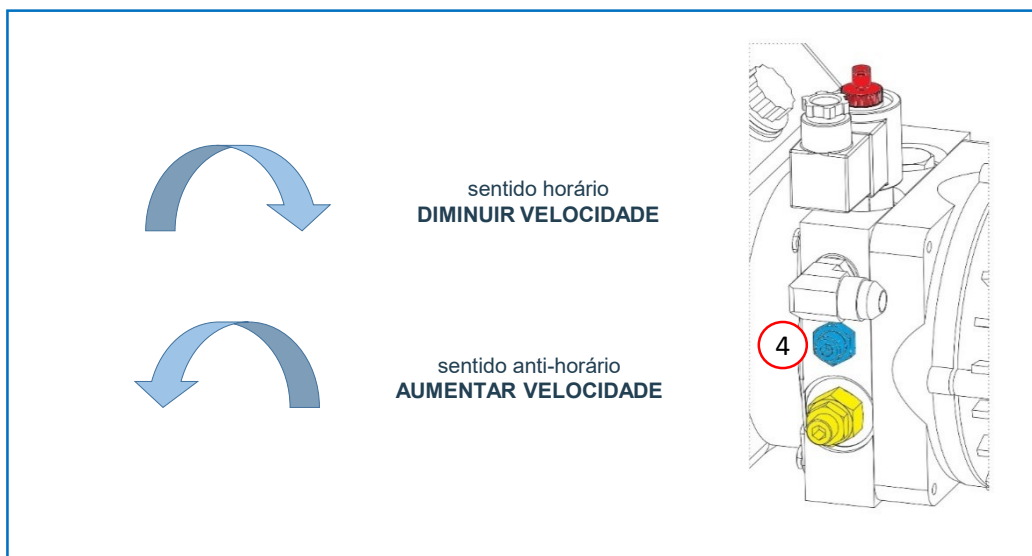 sentido horário
DIMINUIR VELOCIDADE
4
sentido anti-horário
AUMENTAR VELOCIDADE